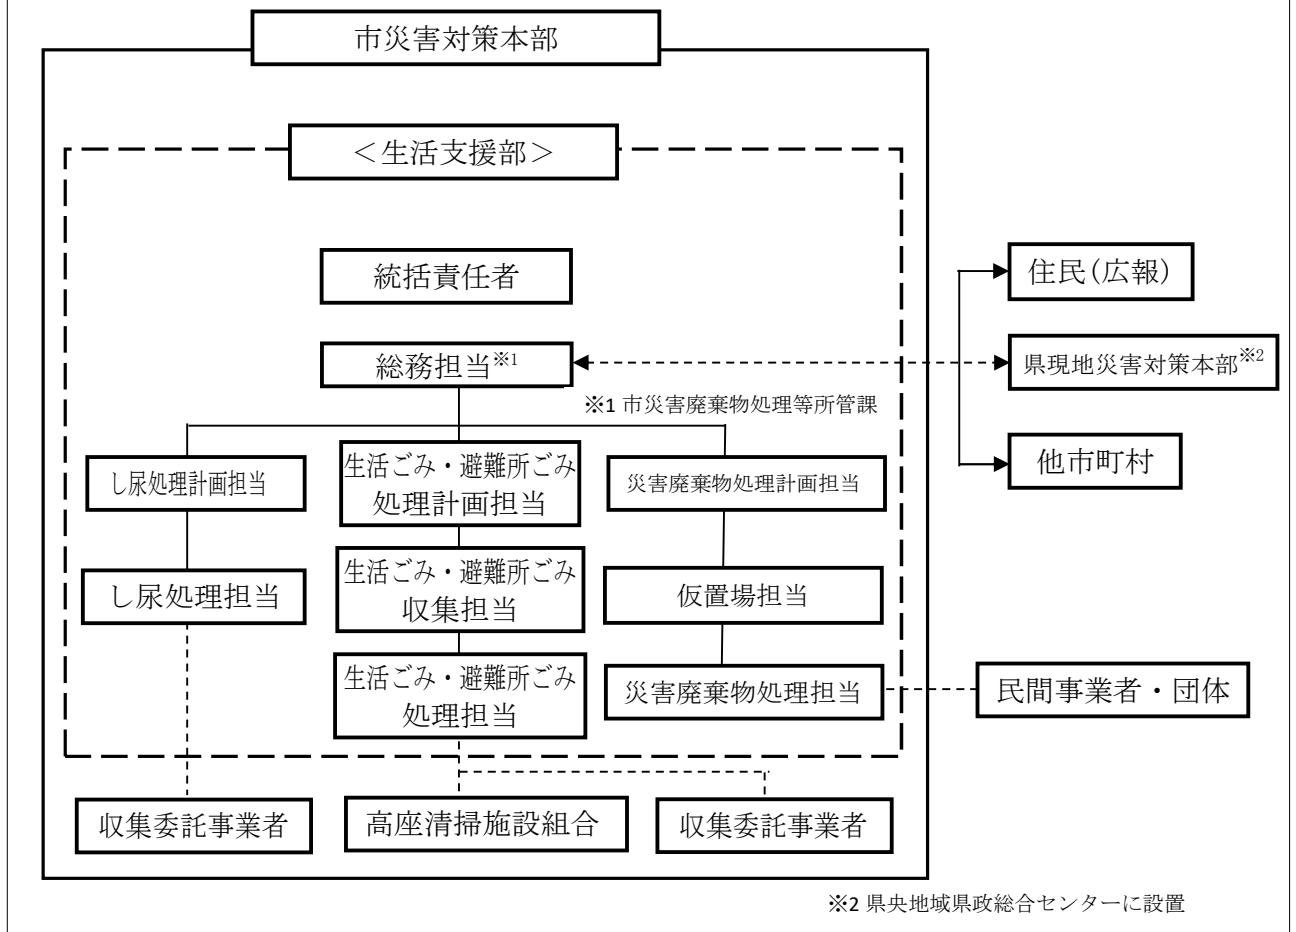 市災害対策本部
＜生活支援部＞
統括責任者
住民(広報)
総務担当※1
県現地災害対策本部※2
※1 市災害廃棄物処理等所管課
他市町村
し尿処理計画担当
生活ごみ・避難所ごみ
処理計画担当
災害廃棄物処理計画担当
し尿処理担当
生活ごみ・避難所ごみ
収集担当
仮置場担当
生活ごみ・避難所ごみ
処理担当
災害廃棄物処理担当
民間事業者・団体
収集委託事業者
高座清掃施設組合
収集委託事業者
※2 県央地域県政総合センターに設置